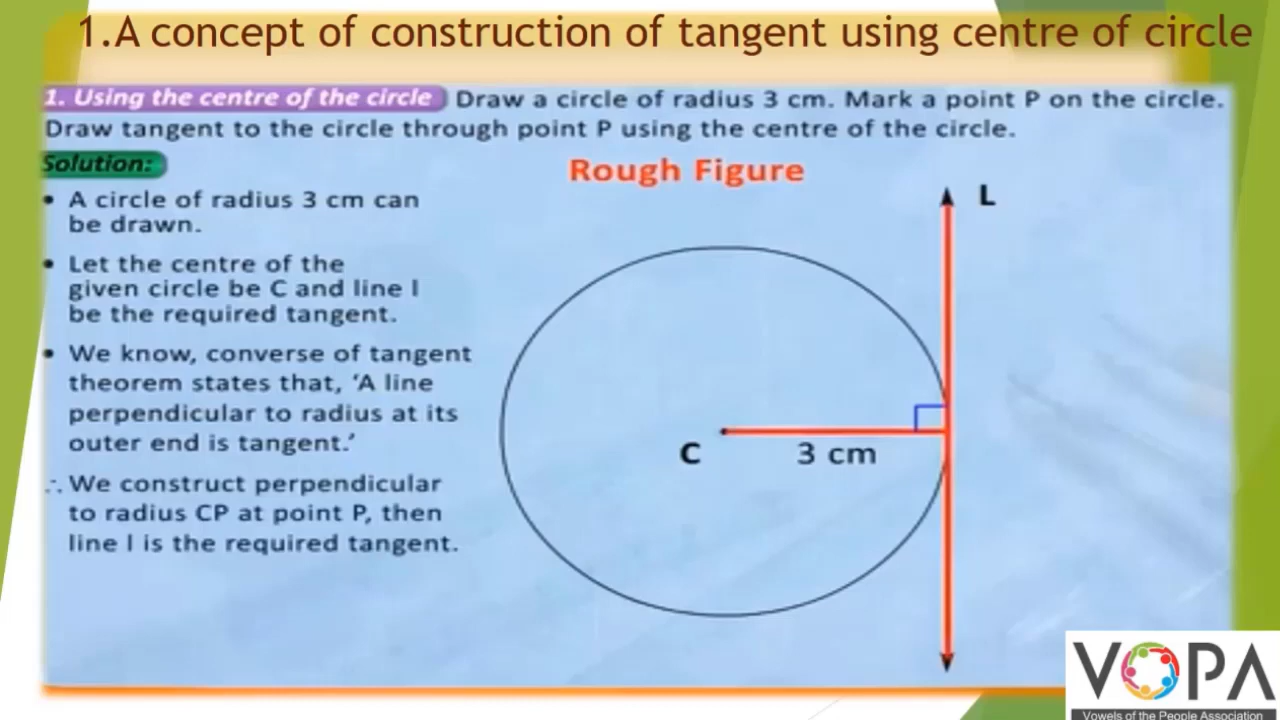 1.A concept of construction of tangent using centre of circle
1. Using the centre of the circle Draw a circle of radius 3 cm. Mark a point P on the circle.
Draw tangent to the circle through point P using the centre of the circle.
Solution:
• A circle of radius 3 cm can
be drawn.
• Let the centre of the
given circle be C and line l
be the required tangent.
• We know, converse of tangent
theorem states that, ‘A line
perpendicular to radius at its
outer end is tangent.’
∴ We construct perpendicular
to radius CP at point P, then
line l is the required tangent.
Rough Figure
L
C
3 cm
VOPA
Vowels of the People Association